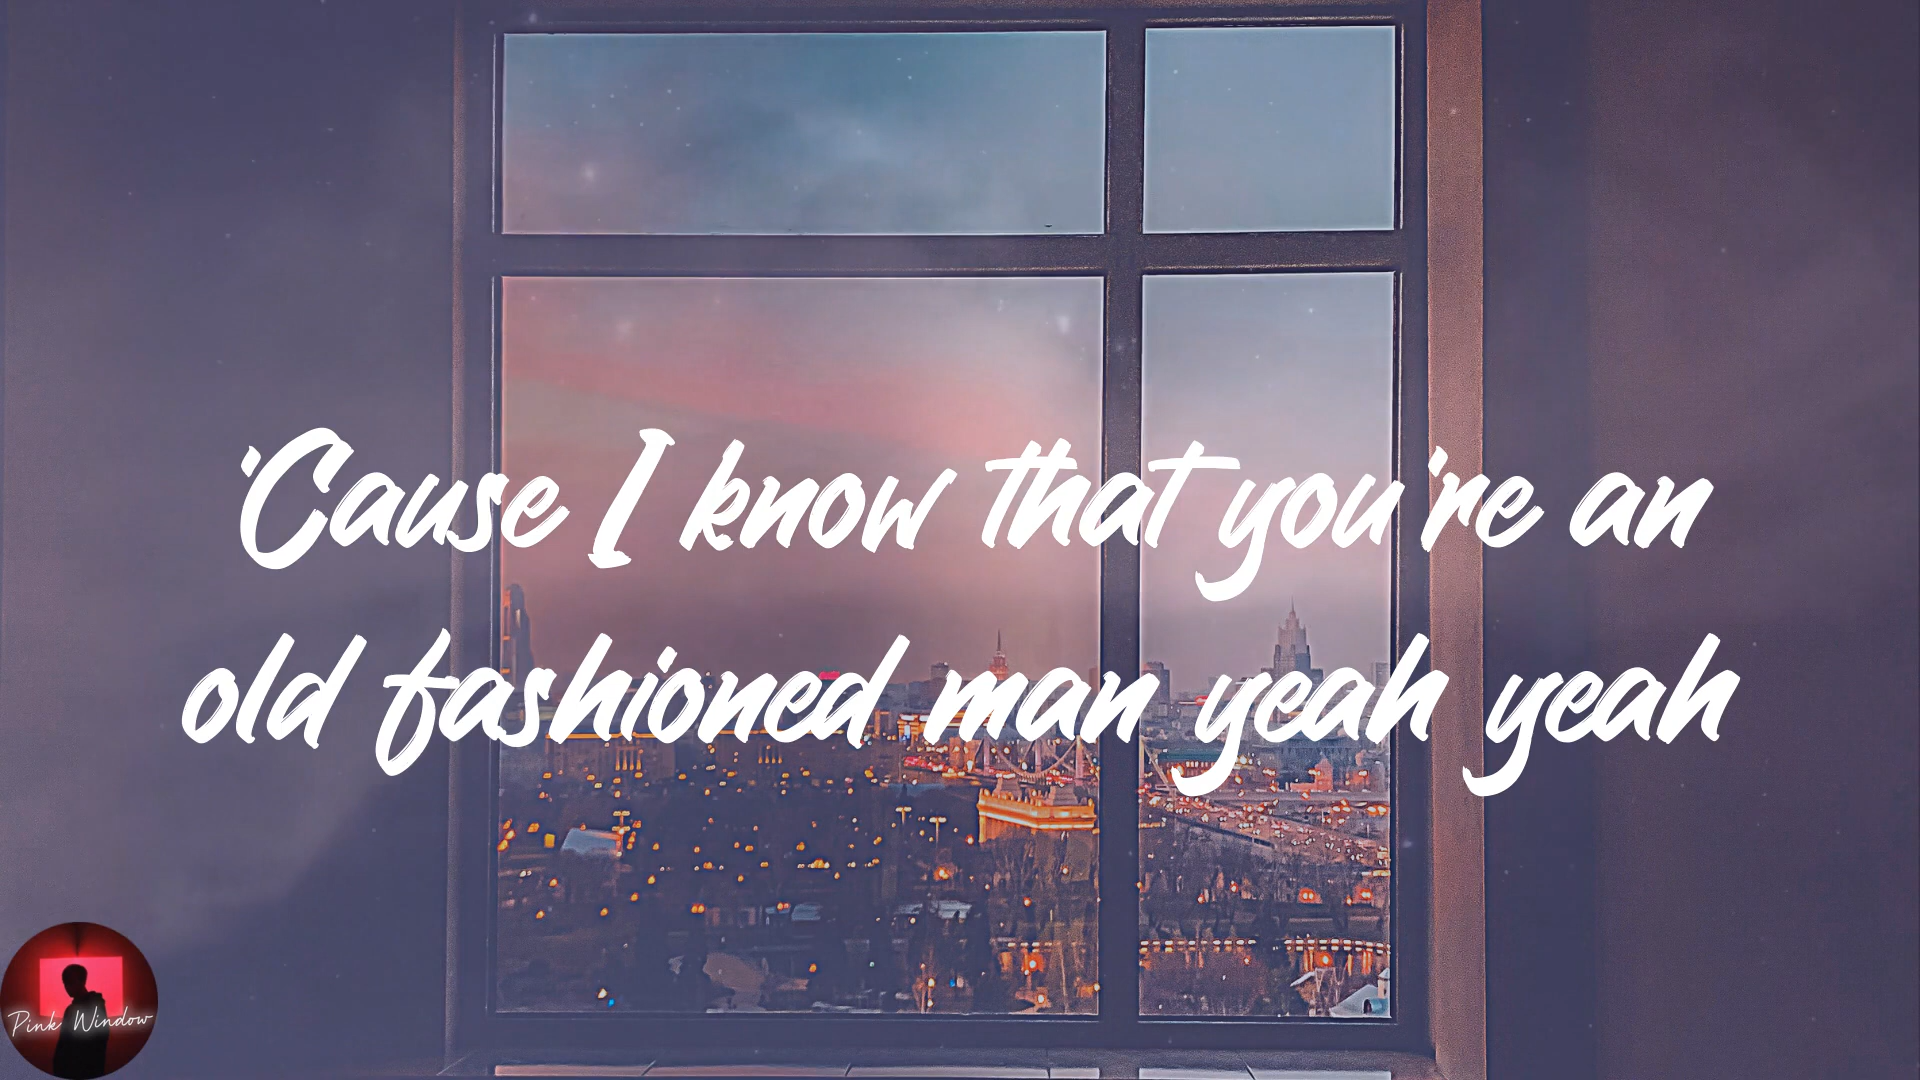 'Cause I know that you're an
old fashioned man yeah yeah
Pink Window